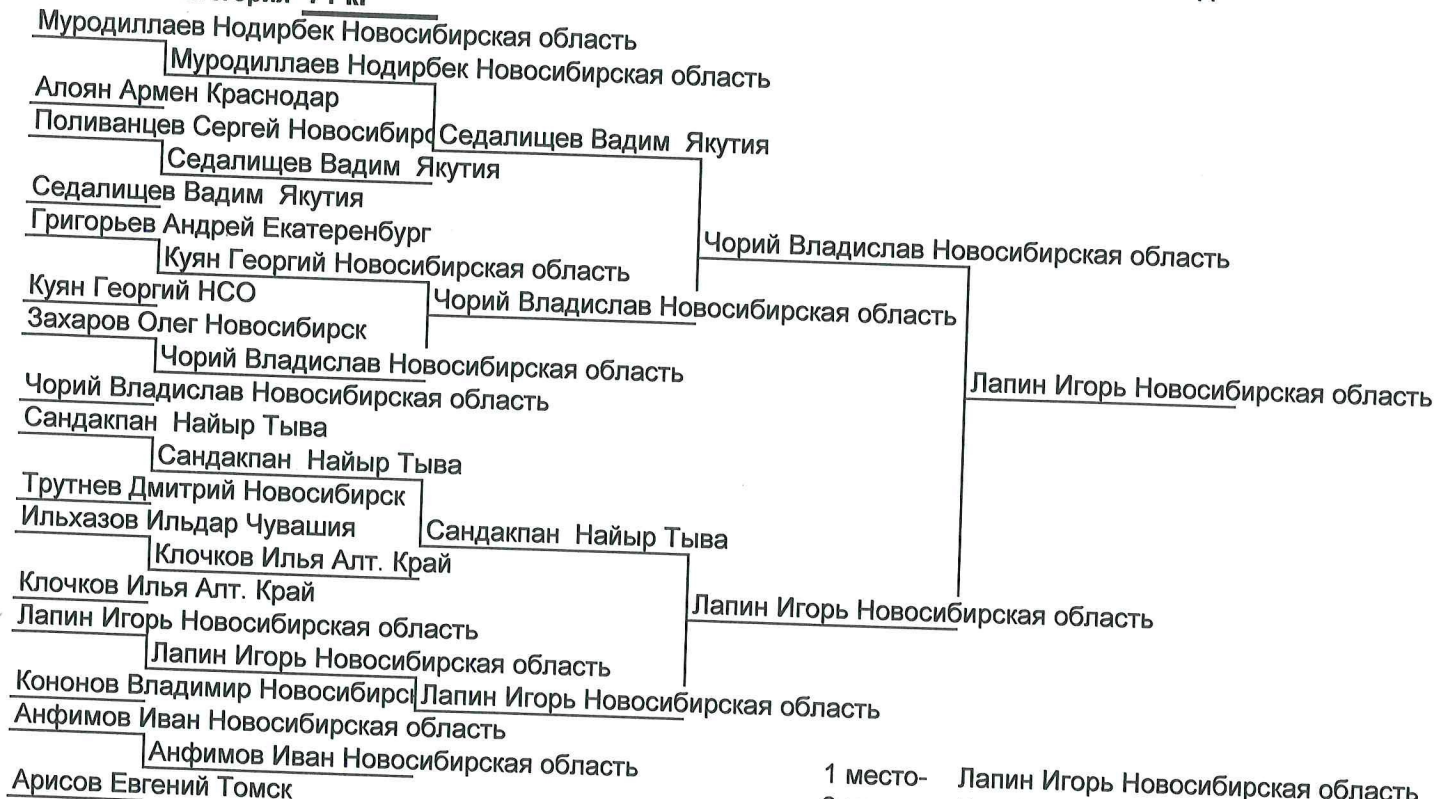 Муродиллаев Нодирбек Новосибирская область
Муродиллаев Нодирбек Новосибирская область
Алоян Армен Краснодар
Поливанцев Сергей Новосибирс
Седалищев Вадим Якутия
Седалищев Вадим Якутия
Седалищев Вадим Якутия
Григорьев Андрей Екатеренбург
Чорий Владислав Новосибирская область
Куян Георгий Новосибирская область
Куян Георгий НСО
Чорий Владислав Новосибирская область
Захаров Олег Новосибирск
Чорий Владислав Новосибирская область
Лапин Игорь Новосибирская область
Чорий Владислав Новосибирская область
Сандакпан Найыр Тыва
Сандакпан Найыр Тыва
Трутнев Дмитрий Новосибирск
Ильхазов Ильдар Чувашия
Сандакпан Найыр Тыва
Клочков Илья Алт. Край
Клочков Илья Алт. Край
Лапин Игорь Новосибирская область
Лапин Игорь Новосибирская область
Лапин Игорь Новосибирская область
Кононов Владимир Новосибирс
Лапин Игорь Новосибирская область
Анфимов Иван Новосибирская область
Анфимов Иван Новосибирская область
Арисов Евгений Томск
1 место- Лапин Игорь Новосибирская область